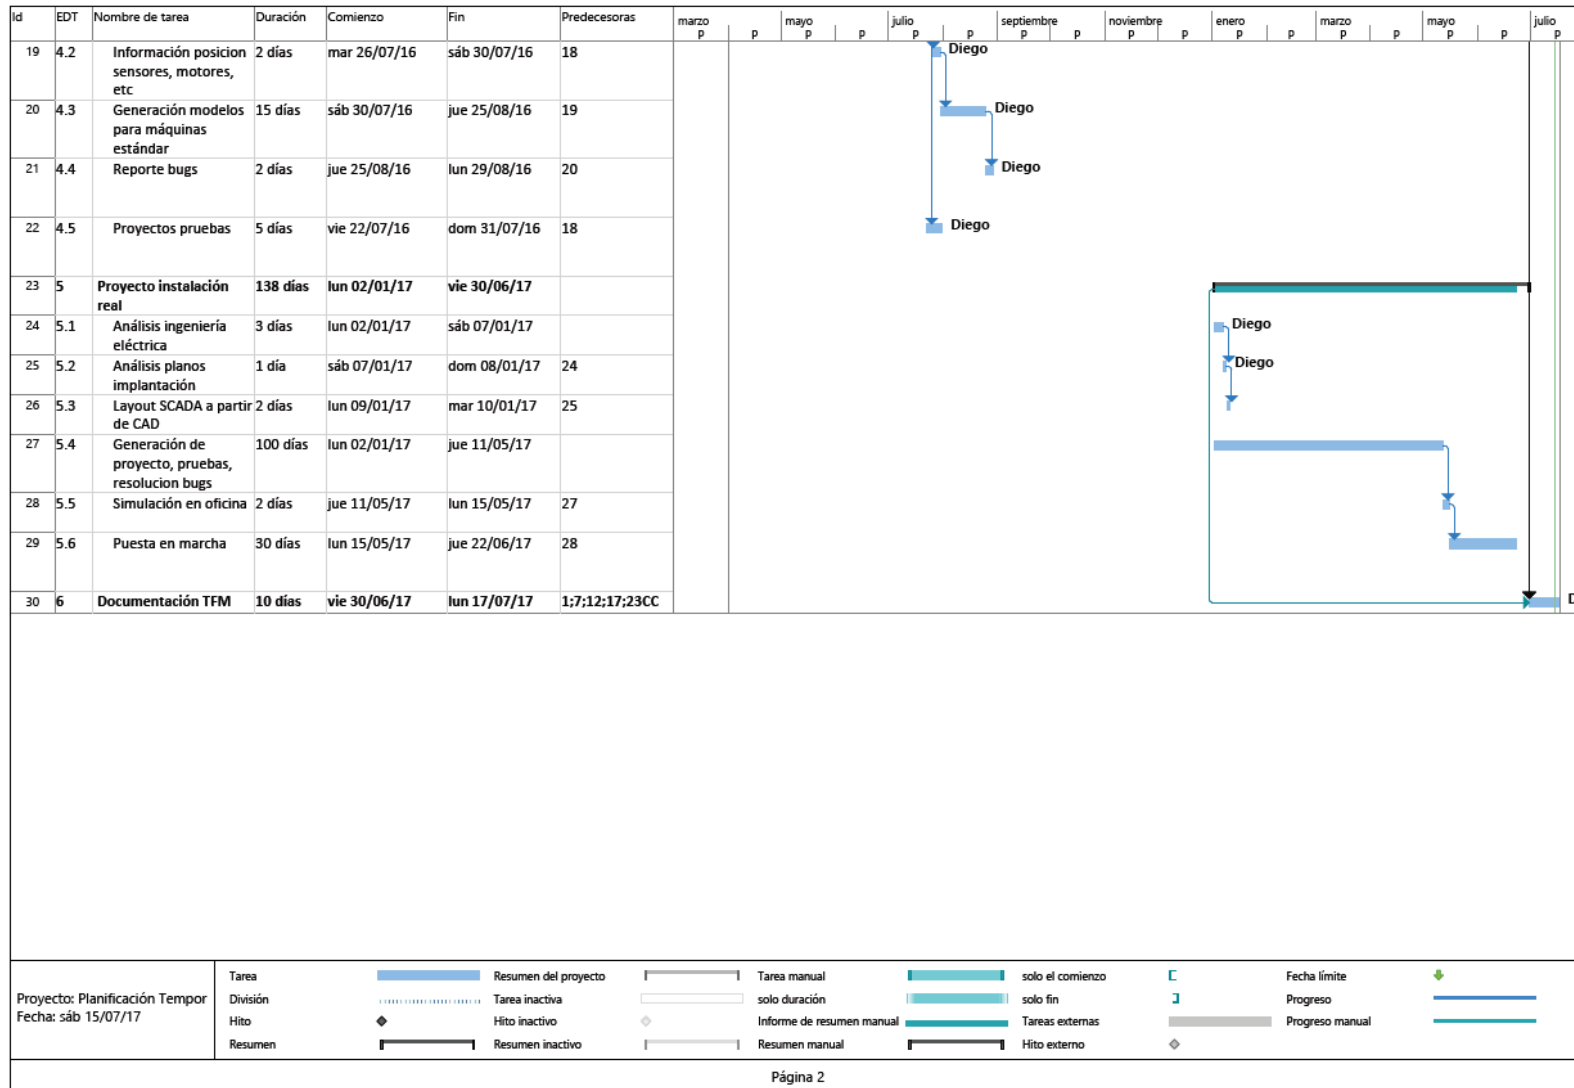 Id EDT Nombre de tarea Duración Comienzo Fin Predecesoras
marzo mayo julio septiembre noviembre enero marzo mayo julio
P P P P P P P P P P P P P P P P P
19 4.2 Información posicion sensores, motores, etc 2 días mar 26/07/16 sáb 30/07/16 18 Diego
20 4.3 Generación modelos para máquinas estándar 15 días sáb 30/07/16 jue 25/08/16 19 Diego
21 4.4 Reporte bugs 2 días jue 25/08/16 lun 29/08/16 20 Diego
22 4.5 Proyectos pruebas 5 días vie 22/07/16 dom 31/07/16 18 Diego
23 5 Proyecto instalación real 138 días lun 02/01/17 vie 30/06/17
24 5.1 Análisis ingeniería eléctrica 3 días lun 02/01/17 sáb 07/01/17 Diego
25 5.2 Análisis planos implantación 1 día sáb 07/01/17 dom 08/01/17 24 Diego
26 5.3 Layout SCADA a partir de CAD 2 días lun 09/01/17 mar 10/01/17 25
27 5.4 Generación de proyecto, pruebas, resolucion bugs 100 días lun 02/01/17 jue 11/05/17
28 5.5 Simulación en oficina 2 días jue 11/05/17 lun 15/05/17 27
29 5.6 Puesta en marcha 30 días lun 15/05/17 jue 22/06/17 28
30 6 Documentación TFM 10 días vie 30/06/17 lun 17/07/17 1;7;12;17;23CC D
Proyecto: Planificación Tempor
Fecha: sáb 15/07/17
Tarea Resumen del proyecto Tarea manual solo el comienzo Fecha límite
División Tarea inactiva solo duración solo fin Progreso
Hito Hito inactivo Informe de resumen manual Tareas externas Progreso manual
Resumen Resumen inactivo Resumen manual Hito externo
Página 2